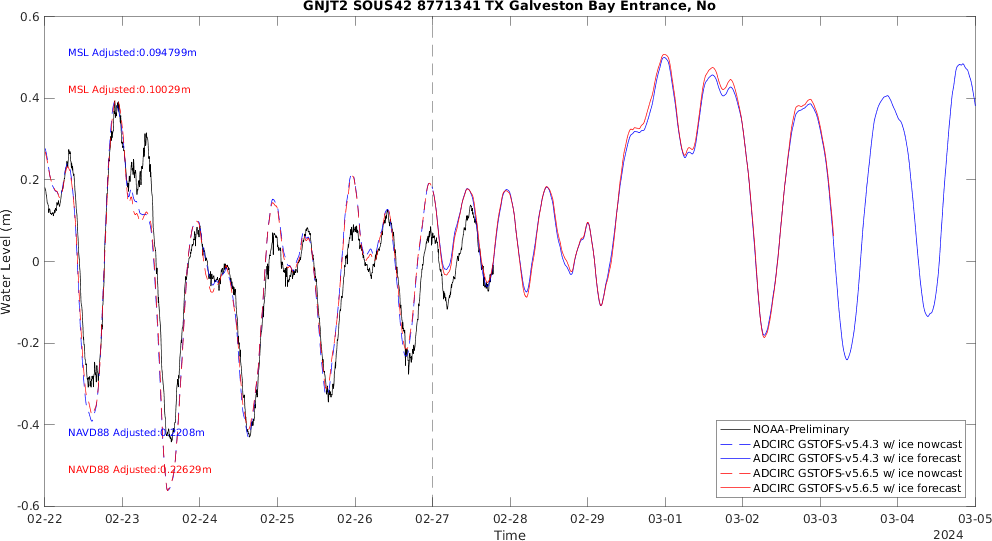 GNJT2 SOUS42 8771341 TX Galveston Bay Entrance, No
0.6
MSL Adjusted:0.094799m
0.4
MSL Adjusted:0.10029m
0.2
0
-0.2
-0.4
NAVD88 Adjusted:0.2208m
NAVD88 Adjusted:0.22629m
-0.6
Water Level (m)
NOAA-Preliminary
ADCIRC GSTOFS-v5.4.3 w/ ice nowcast
ADCIRC GSTOFS-v5.4.3 w/ ice forecast
ADCIRC GSTOFS-v5.6.5 w/ ice nowcast
ADCIRC GSTOFS-v5.6.5 w/ ice forecast
02-22 02-23 02-24 02-25 02-26 02-27 02-28 02-29 03-01 03-02 03-03 03-04 03-05
Time
2024